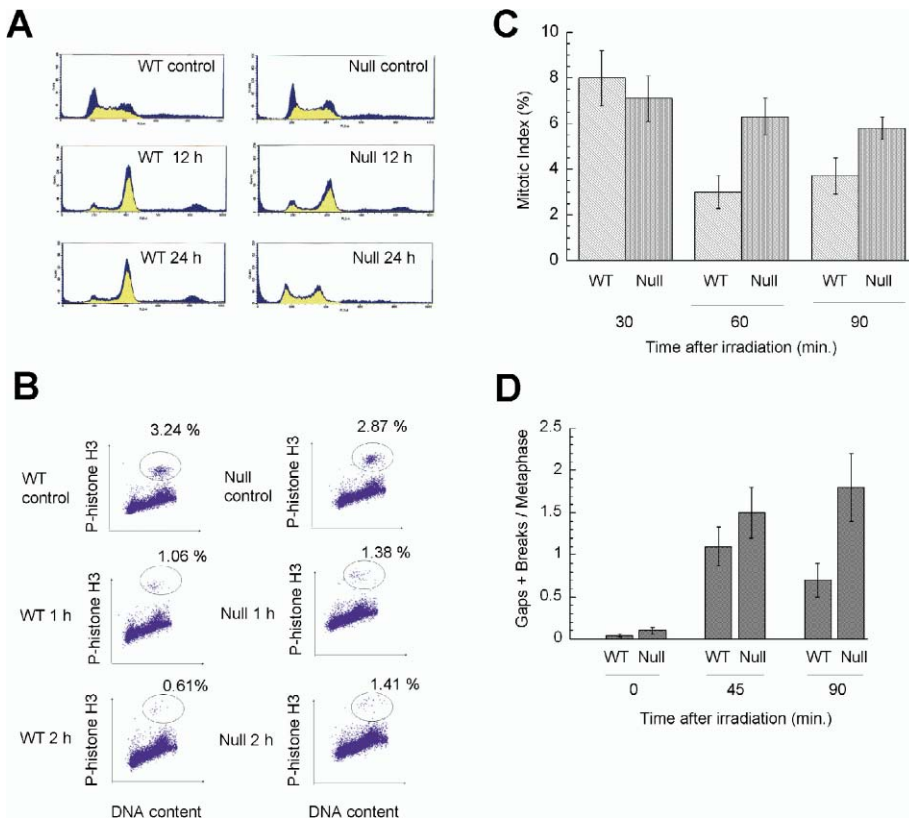 A
WT control
Null control
WT 12 h
Null 12 h
WT 24 h
Null 24 h
B
3.24 %
2.87 %
WT control
P-histone H3
Null control
P-histone H3
1.06 %
1.38 %
WT 1 h
P-histone H3
Null 1 h
P-histone H3
0.61%
1.41 %
WT 2 h
P-histone H3
Null 2 h
P-histone H3
DNA content
DNA content
C
Mitotic Index (%)
10
8
6
4
2
0
WT Null WT Null WT Null
30 60 90
Time after irradiation (min.)
D
Gaps + Breaks / Metaphase
2.5
2
1.5
1
0.5
0
WT Null WT Null WT Null
0 45 90
Time after irradiation (min.)